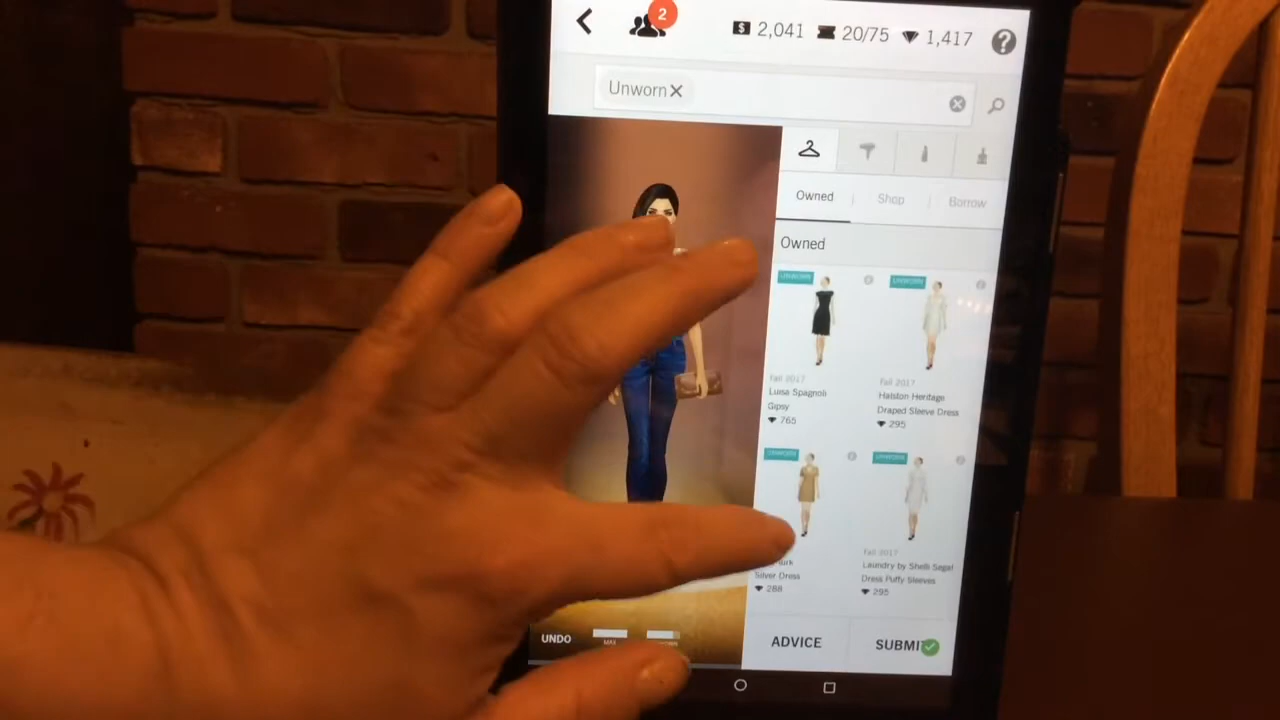 2
2,041
20/75
1,417
?
Unworn
Owned
Shop
Borrow
Owned
UNWORN
UNWORN
Fall 2017
Luisa Spagnoli
Gipsy
765
Fall 2017
Halston Heritage
Draped Sleeve Dress
295
UNWORN
UNWORN
Silver Dress
288
Fall 2017
Laundry by Shelli Segal
Dress Puffy Sleeves
295
UNDO
MAX
ADVICE
SUBMIT